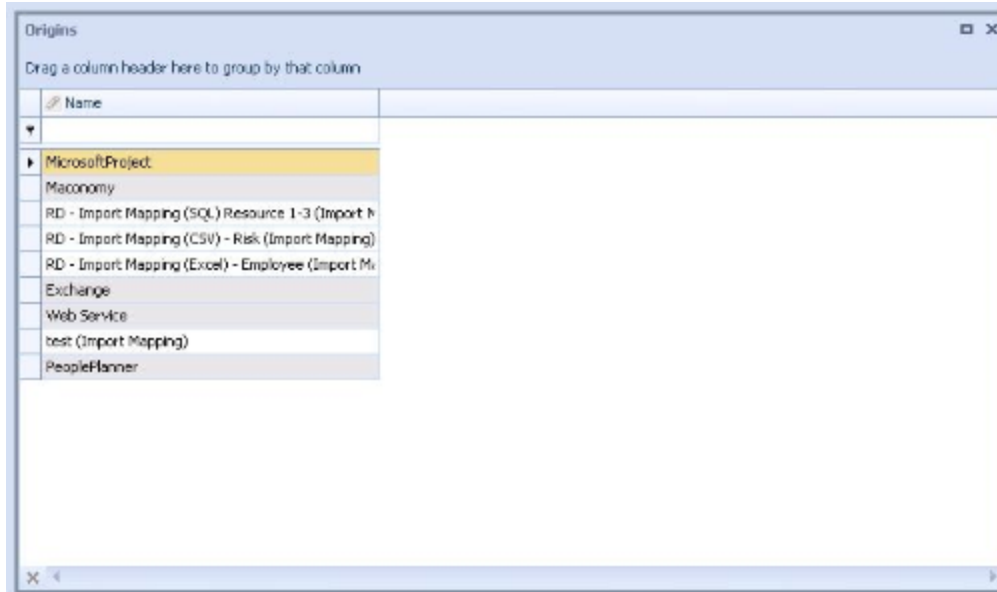 Origins
Drag a column header here to group by that column
Name
MicrosoftProject
Maconomy
RD - Import Mapping (SQL) Resource 1-3 (Import
RD - Import Mapping (CSV) - Risk (Import Mapping)
RD - Import Mapping (Excel) - Employee (Import
Exchange
Web Service
test (Import Mapping)
PeoplePlanner